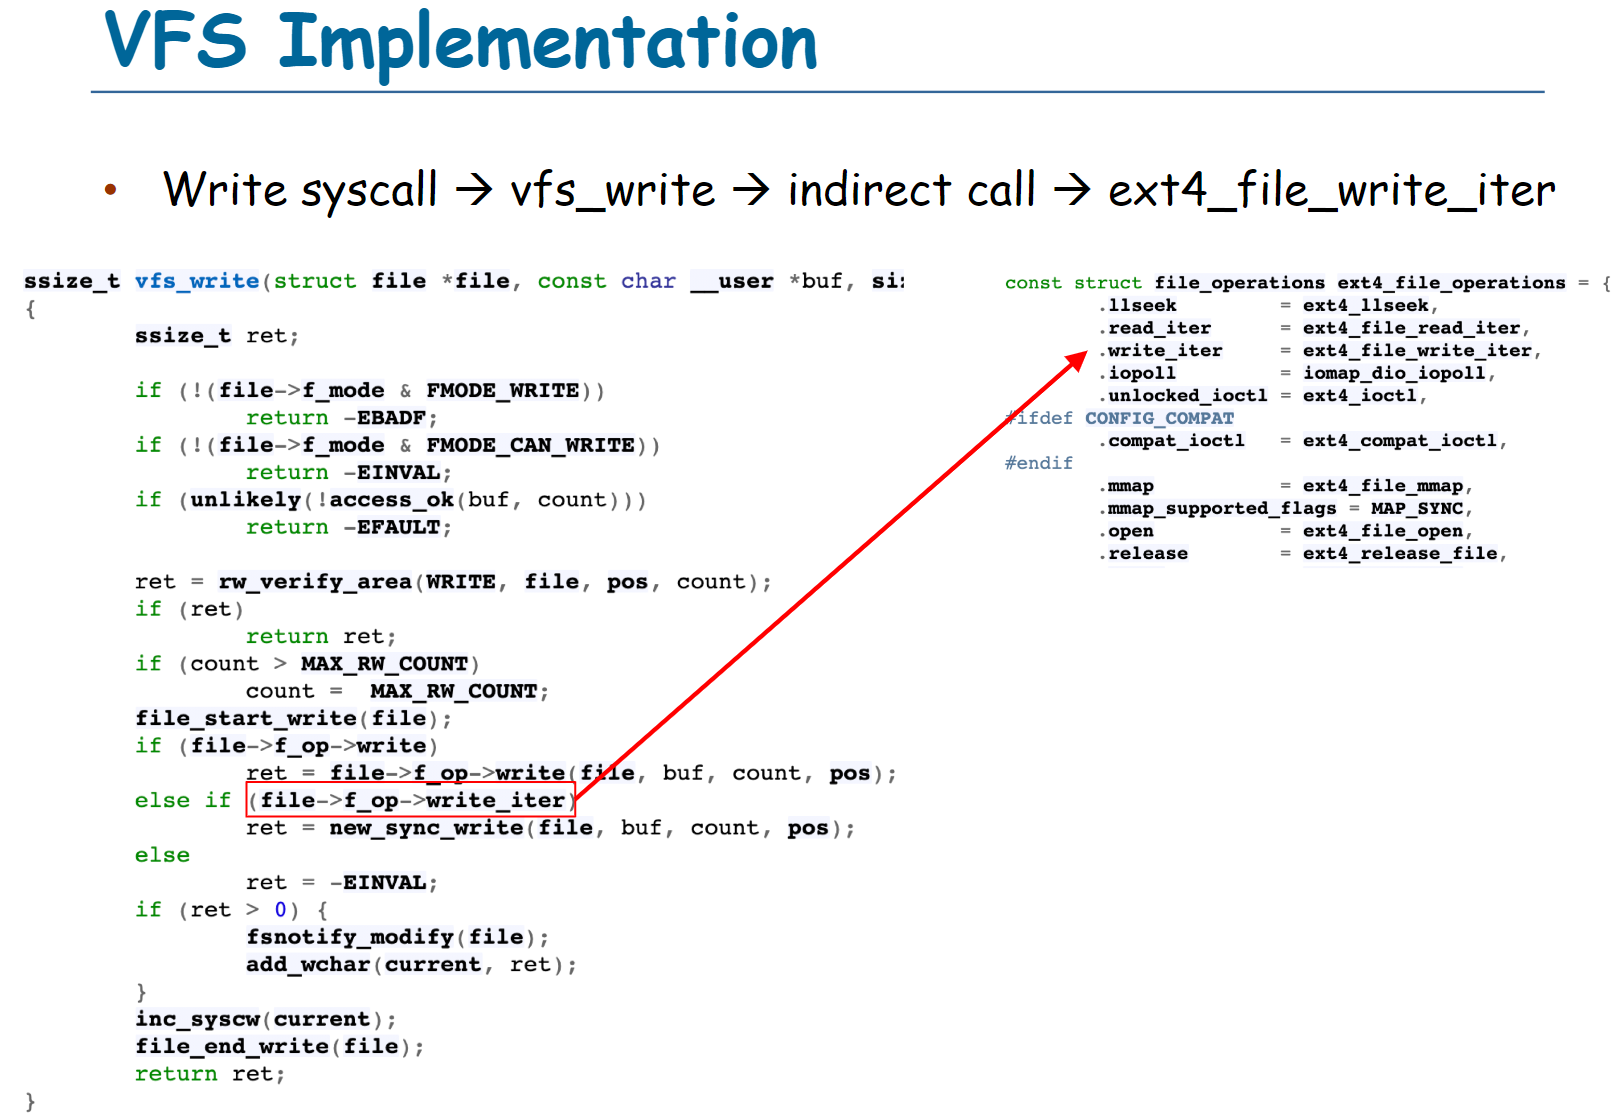 VFS Implementation
• Write syscall → vfs_write → indirect call → ext4_file_write_iter
ssize_t vfs_write(struct file *file, const char __user *buf, si
{
ssize_t ret;
if (!(file->f_mode & FMODE_WRITE))
return -EBADF;
if (!(file->f_mode & FMODE_CAN_WRITE))
return -EINVAL;
if (unlikely(!access_ok(buf, count)))
return -EFAULT;
ret = rw_verify_area(WRITE, file, pos, count);
if (ret)
return ret;
if (count > MAX_RW_COUNT)
count =  MAX_RW_COUNT;
file_start_write(file);
if (file->f_op->write)
ret = file->f_op->write(file, buf, count, pos);
else if (file->f_op->write_iter)
ret = new_sync_write(file, buf, count, pos);
else
ret = -EINVAL;
if (ret > 0) {
fsnotify_modify(file);
add_wchar(current, ret);
}
inc_syscw(current);
file_end_write(file);
return ret;
}
const struct file_operations ext4_file_operations = {
.llseek = ext4_llseek,
.read_iter = ext4_file_read_iter,
.write_iter = ext4_file_write_iter,
.iopoll = iomap_dio_iopoll,
.unlocked_ioctl = ext4_ioctl,
#ifdef CONFIG_COMPAT
.compat_ioctl = ext4_compat_ioctl,
#endif
.mmap = ext4_file_mmap,
.mmap_supported_flags = MAP_SYNC,
.open = ext4_file_open,
.release = ext4_release_file,